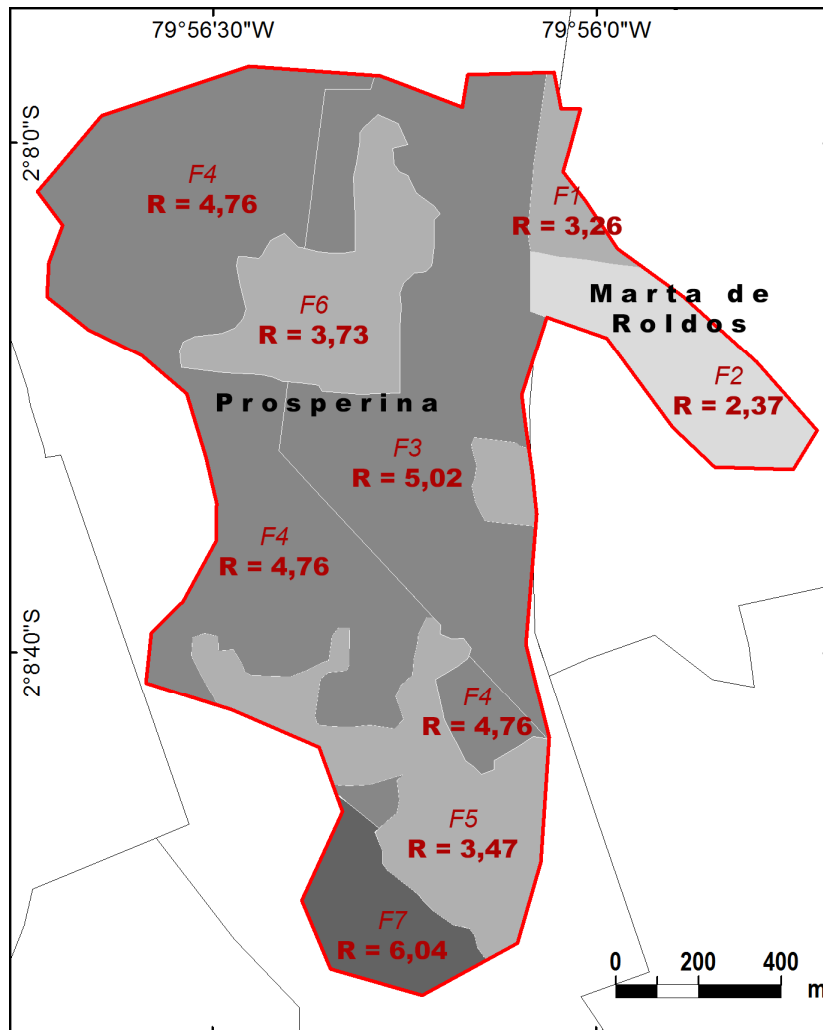 79°56'30"W
79°56'0"W
2°8'0"S
F4
R = 4,76
F1
R = 3,26
Marta de
Roldos
F6
R = 3,73
F2
R = 2,37
Prosperina
F3
R = 5,02
F4
R = 4,76
2°8'40"S
F4
R = 4,76
F5
R = 3,47
F7
R = 6,04
0 200 400
m